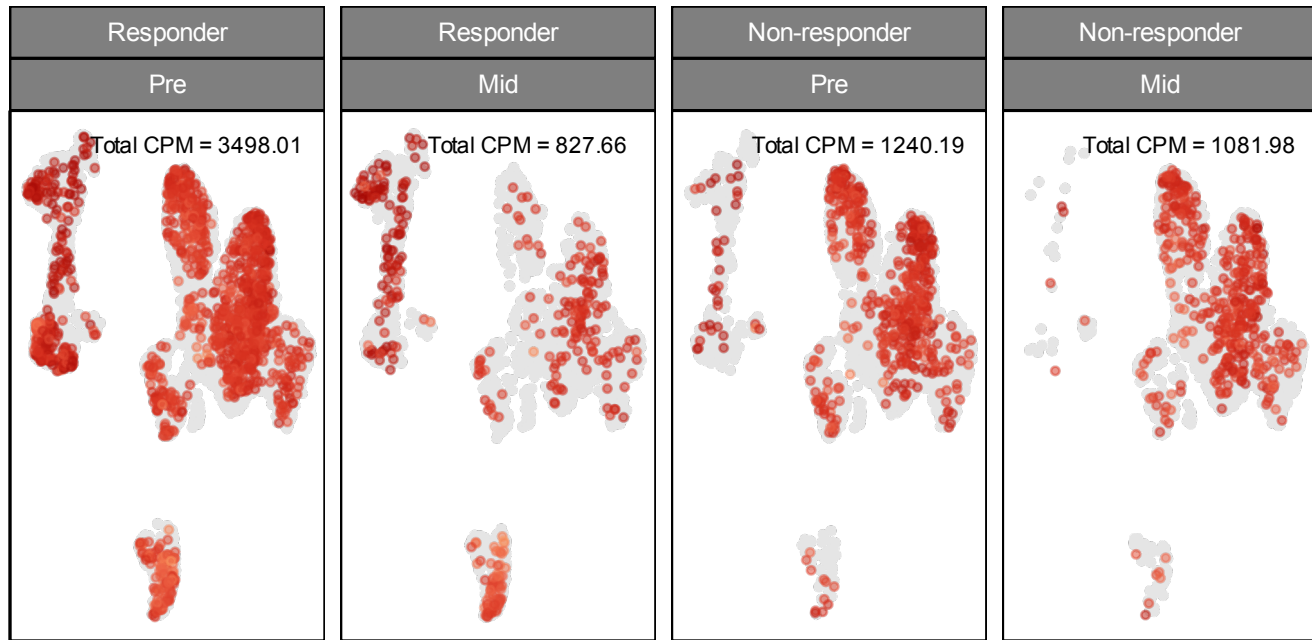 Responder
Responder
Non-responder
Non-responder
Pre
Mid
Pre
Mid
Total CPM = 3498.01
Total CPM = 827.66
Total CPM = 1240.19
Total CPM = 1081.98